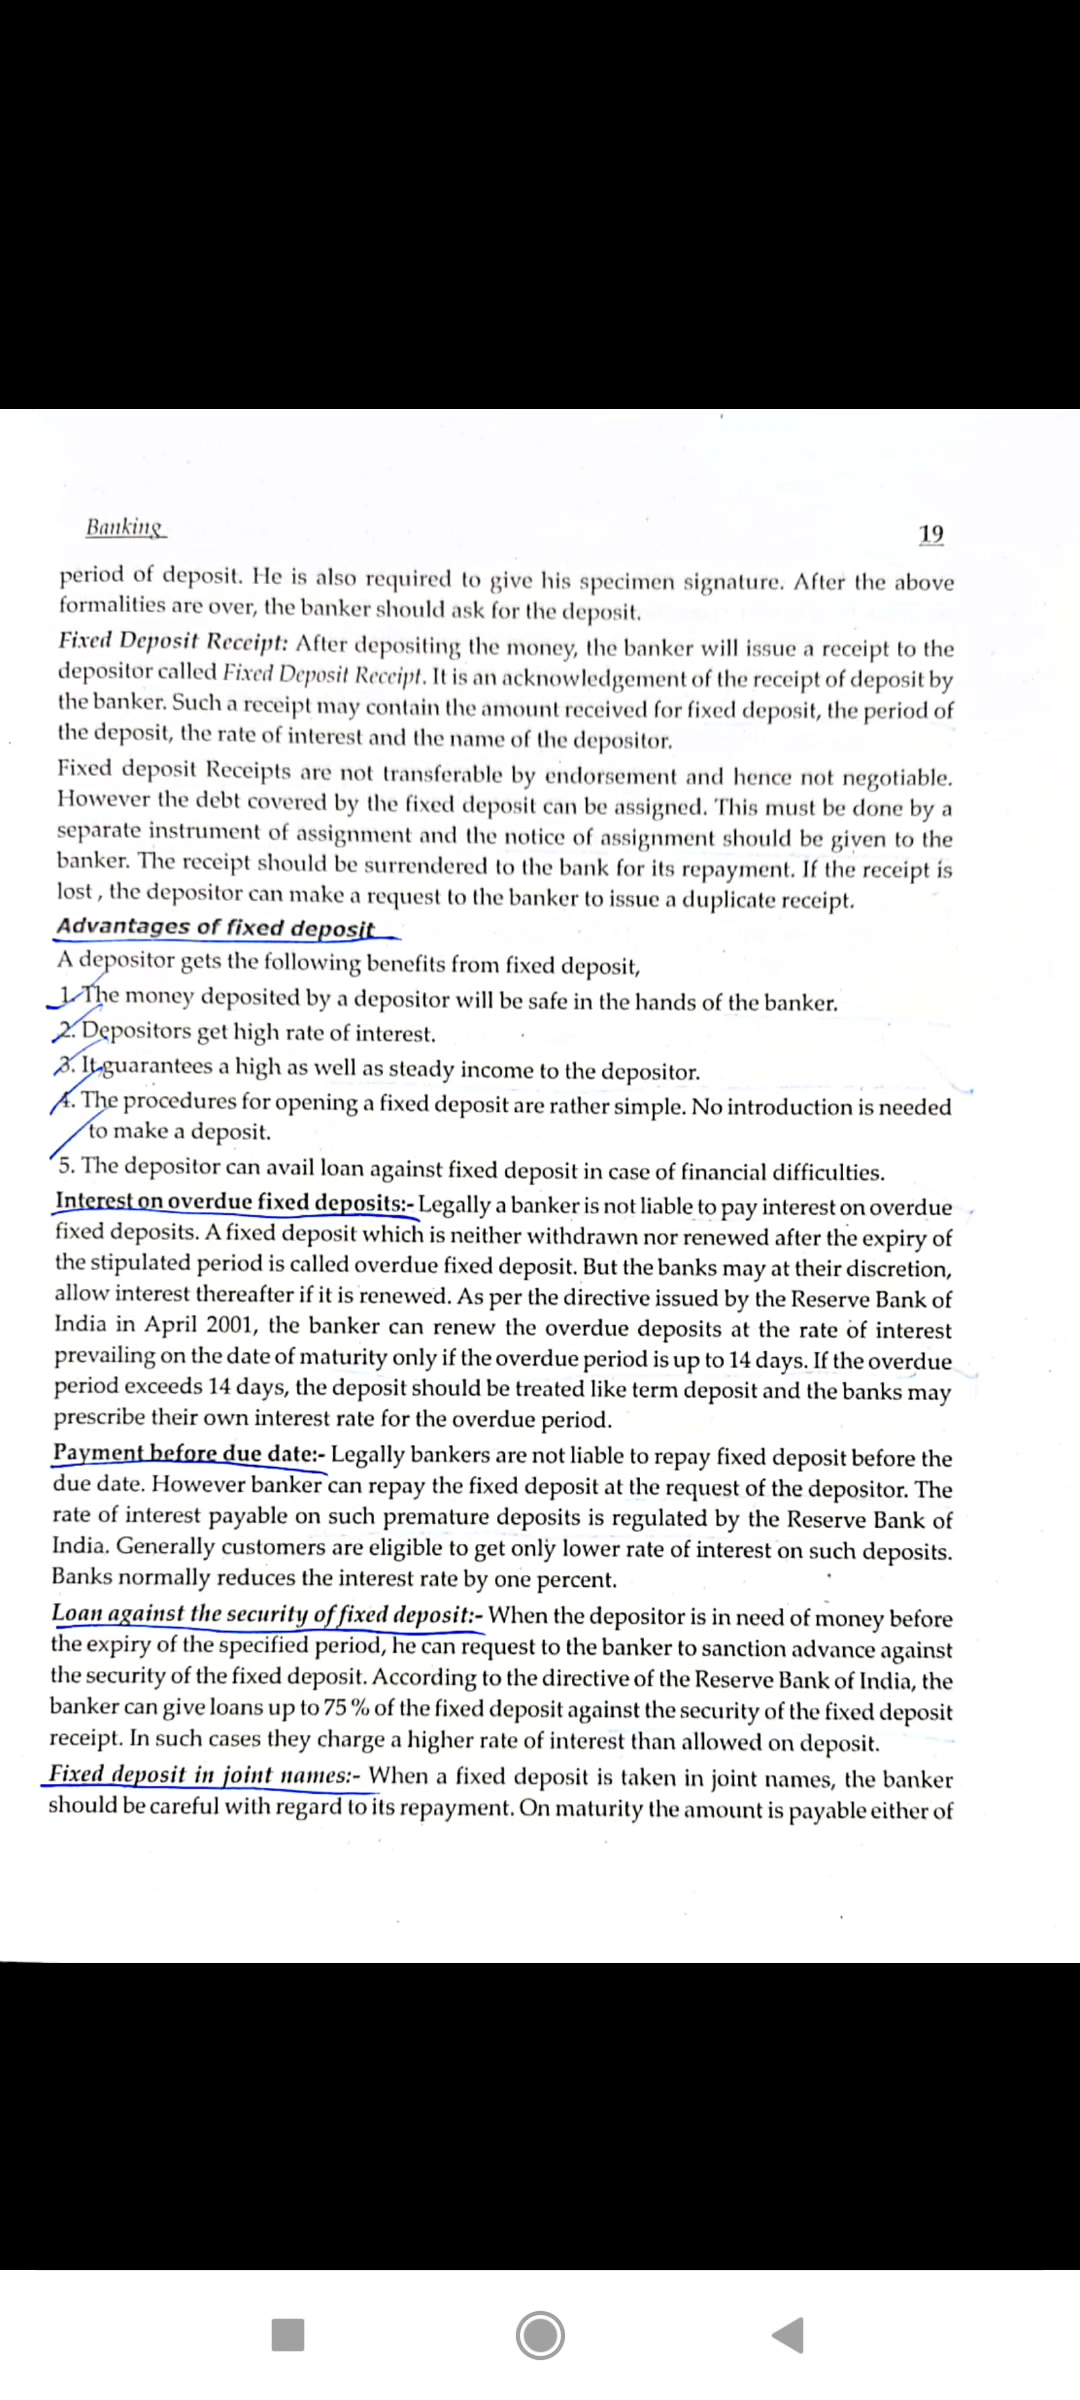 Banking
19
period of deposit. He is also required to give his specimen signature. After the above
formalities are over, the banker should ask for the deposit.
Fixed Deposit Receipt: After depositing the money, the banker will issue a receipt to the
depositor called Fixed Deposit Receipt. It is an acknowledgement of the receipt of deposit by
the banker. Such a receipt may contain the amount received for fixed deposit, the period of
the deposit, the rate of interest and the name of the depositor.
Fixed deposit Receipts are not transferable by endorsement and hence not negotiable.
However the debt covered by the fixed deposit can be assigned. This must be done by a
separate instrument of assignment and the notice of assignment should be given to the
banker. The receipt should be surrendered to the bank for its repayment. If the receipt is
lost , the depositor can make a request to the banker to issue a duplicate receipt.
Advantages of fixed deposit
A depositor gets the following benefits from fixed deposit,
1. The money deposited by a depositor will be safe in the hands of the banker.
2. Depositors get high rate of interest.
3. It guarantees a high as well as steady income to the depositor.
4. The procedures for opening a fixed deposit are rather simple. No introduction is needed
to make a deposit.
5. The depositor can avail loan against fixed deposit in case of financial difficulties.
Interest on overdue fixed deposits:- Legally a banker is not liable to pay interest on overdue
fixed deposits. A fixed deposit which is neither withdrawn nor renewed after the expiry of
the stipulated period is called overdue fixed deposit. But the banks may at their discretion,
allow interest thereafter if it is renewed. As per the directive issued by the Reserve Bank of
India in April 2001, the banker can renew the overdue deposits at the rate of interest
prevailing on the date of maturity only if the overdue period is up to 14 days. If the overdue
period exceeds 14 days, the deposit should be treated like term deposit and the banks may
prescribe their own interest rate for the overdue period.
Payment before due date:- Legally bankers are not liable to repay fixed deposit before the
due date. However banker can repay the fixed deposit at the request of the depositor. The
rate of interest payable on such premature deposits is regulated by the Reserve Bank of
India. Generally customers are eligible to get only lower rate of interest on such deposits.
Banks normally reduces the interest rate by one percent.
Loan against the security of fixed deposit:- When the depositor is in need of money before
the expiry of the specified period, he can request to the banker to sanction advance against
the security of the fixed deposit. According to the directive of the Reserve Bank of India, the
banker can give loans up to 75 % of the fixed deposit against the security of the fixed deposit
receipt. In such cases they charge a higher rate of interest than allowed on deposit.
Fixed deposit in joint names:- When a fixed deposit is taken in joint names, the banker
should be careful with regard to its repayment. On maturity the amount is payable either of